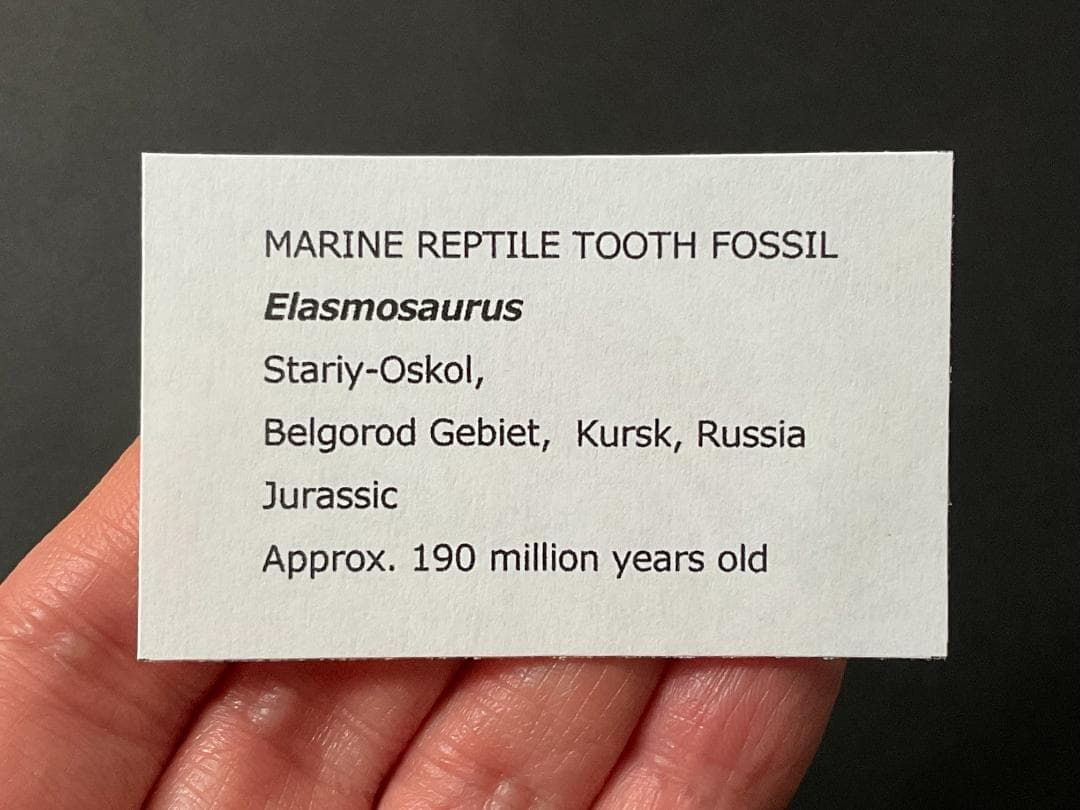 MARINE REPTILE TOOTH FOSSIL
Elasmosaurus
Stariy-Oskol,
Belgorod Gebiet,  Kursk, Russia
Jurassic
Approx. 190 million years old